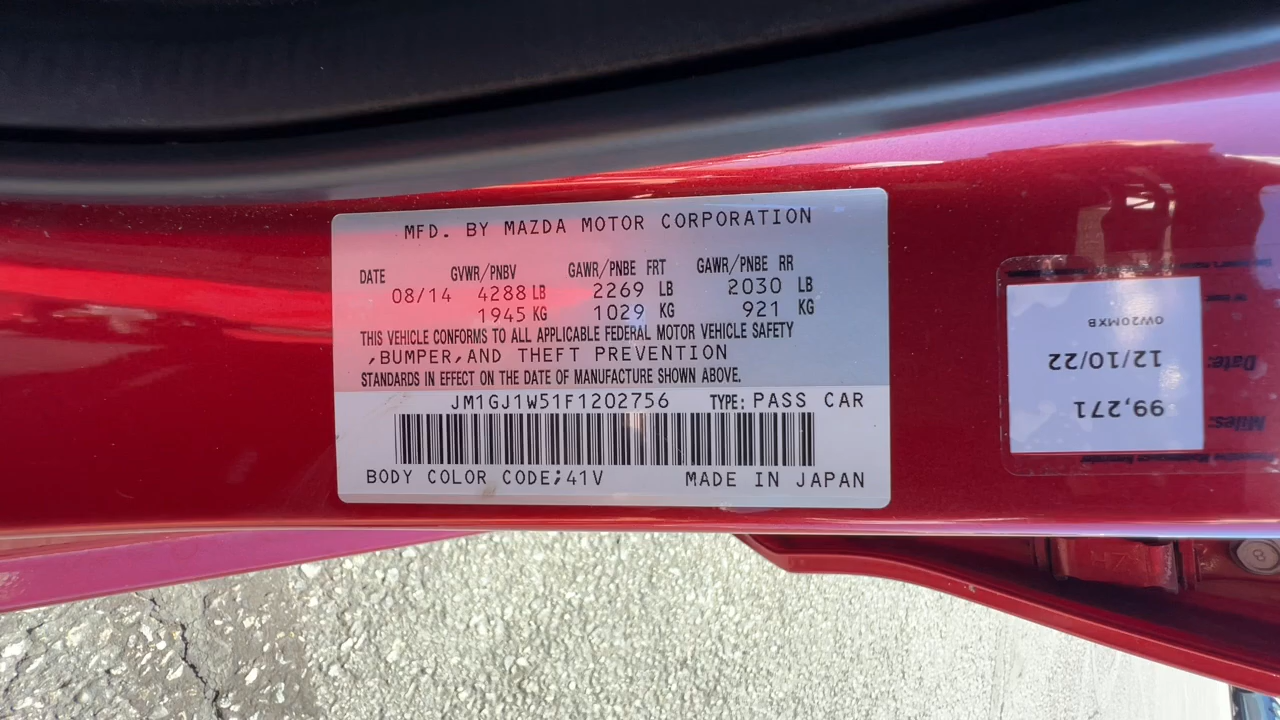 MFD. BY MAZDA MOTOR CORPORATION
DATE GVWR/PNBV GAWR/PNBE FRT GAWR/PNBE RR
08/14 4288 LB 2269 LB 2030 LB
1945 KG 1029 KG 921 KG
THIS VEHICLE CONFORMS TO ALL APPLICABLE FEDERAL MOTOR VEHICLE SAFETY
,BUMPER,AND THEFT PREVENTION
STANDARDS IN EFFECT ON THE DATE OF MANUFACTURE SHOWN ABOVE.
JM1GJ1W51F1202756 TYPE: PASS CAR
BODY COLOR CODE;41V MADE IN JAPAN
Miles: 99,271
Date: 12/10/22
0W20MXB
HZH
8